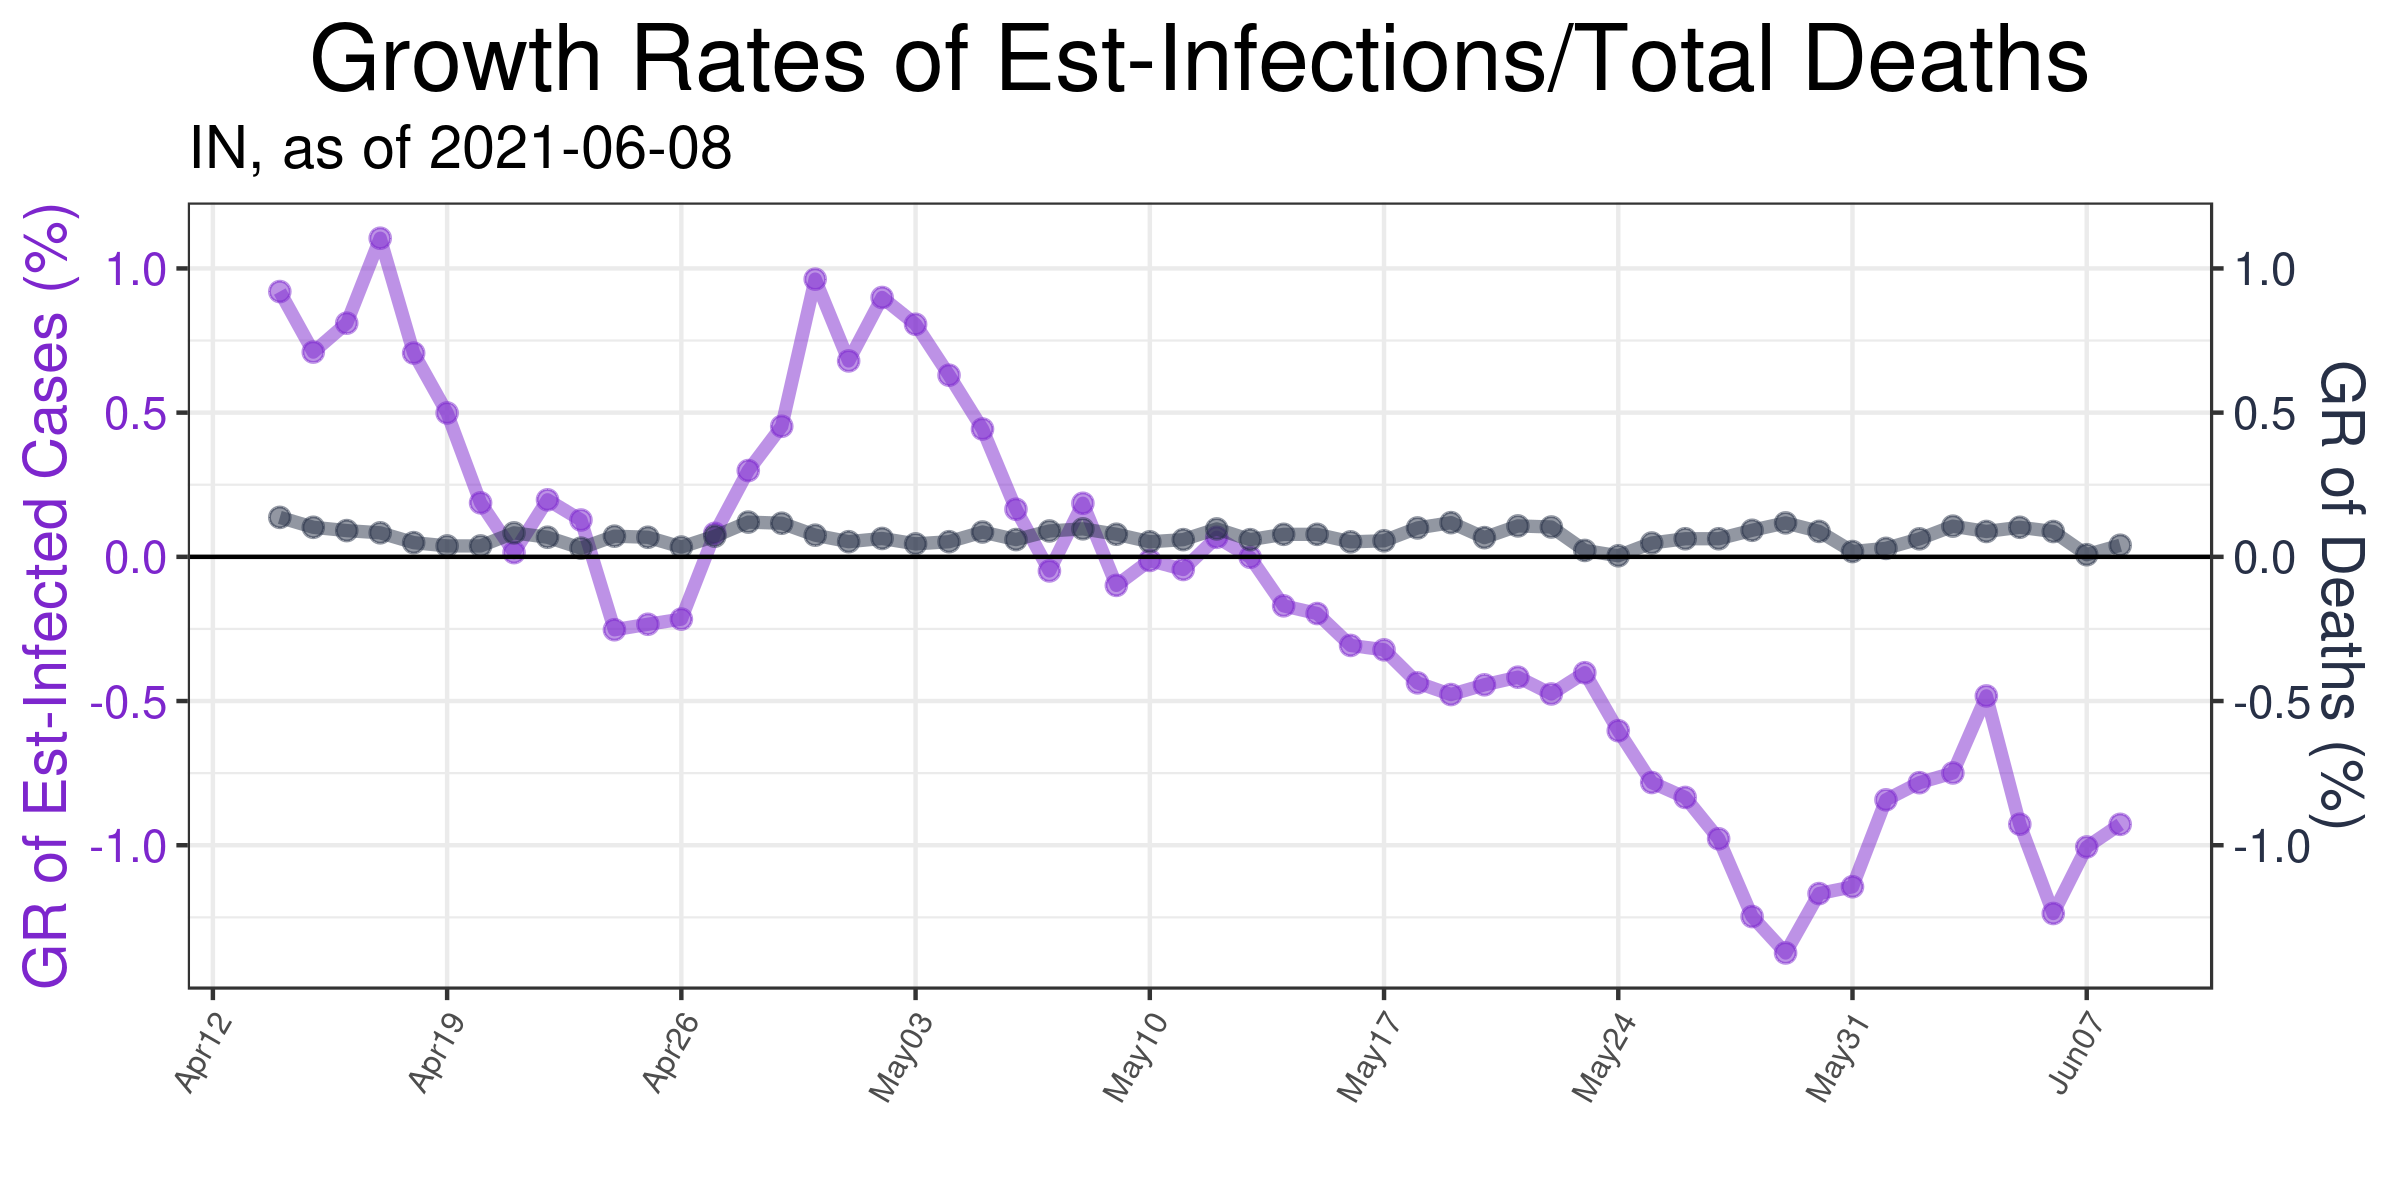 Growth Rates of Est-Infections/Total Deaths
IN, as of 2021-06-08
GR of Est-Infected Cases (%)
1.0
0.5
0.0
-0.5
-1.0
1.0
0.5
0.0
-0.5
-1.0
GR of Deaths (%)
Apr12
Apr19
Apr26
May03
May10
May17
May24
May31
Jun07